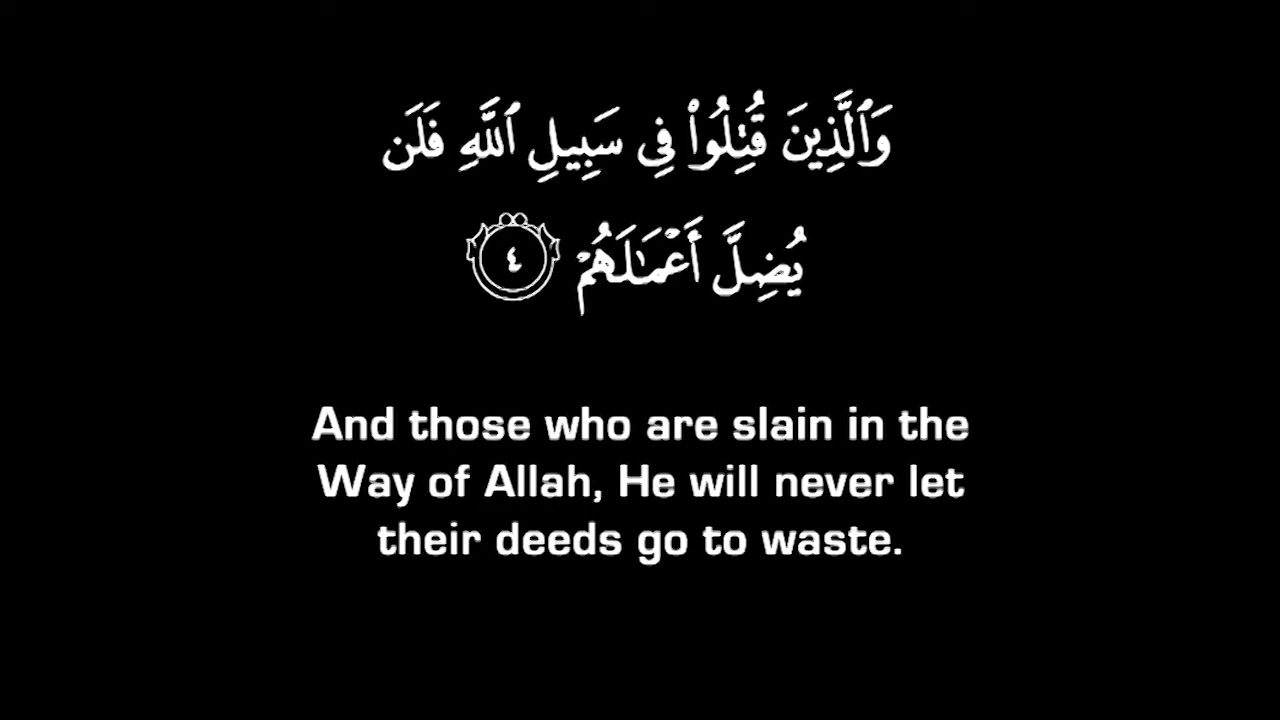 وَٱلَّذِينَ قُتِلُوا۟ فِى سَبِيلِ ٱللَّهِ فَلَن
يُضِلَّ أَعْمَـٰلَهُمْ ٤
And those who are slain in the
Way of Allah, He will never let
their deeds go to waste.